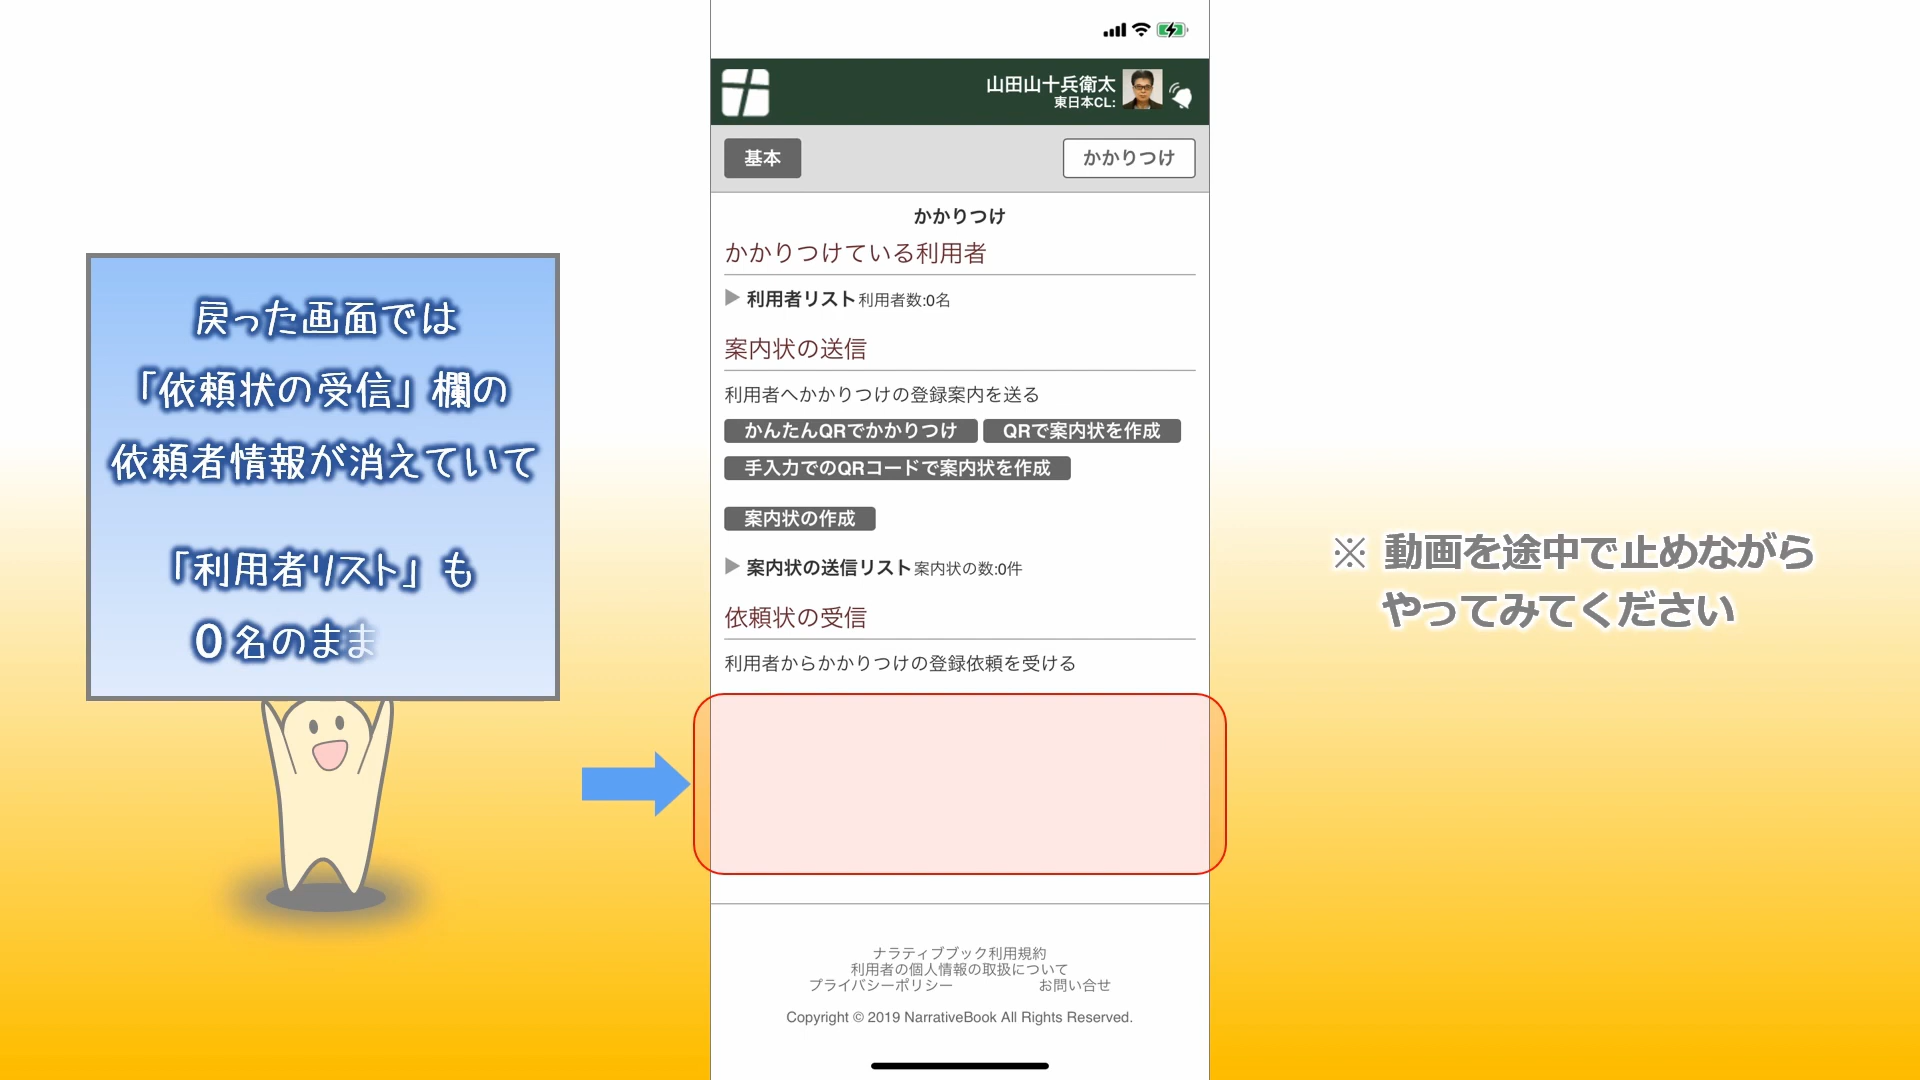 戻った画面では
「依頼状の受信」欄の
依頼者情報が消えていて
「利用者リスト」も
０名のまま
山田山十兵衛太
東日本CL:
基本
かかりつけ
かかりつけ
かかりつけている利用者
▶ 利用者リスト 利用者数:0名
案内状の送信
利用者へかかりつけの登録案内を送る
かんたんQRでかかりつけ QRで案内状を作成
手入力でのQRコードで案内状を作成
案内状の作成
▶ 案内状の送信リスト 案内状の数:0件
依頼状の受信
利用者からかかりつけの登録依頼を受ける
ナラティブブック利用規約
利用者の個人情報の取扱について
プライバシーポリシー お問い合せ
Copyright © 2019 NarrativeBook All Rights Reserved.
※ 動画を途中で止めながら
やってみてください